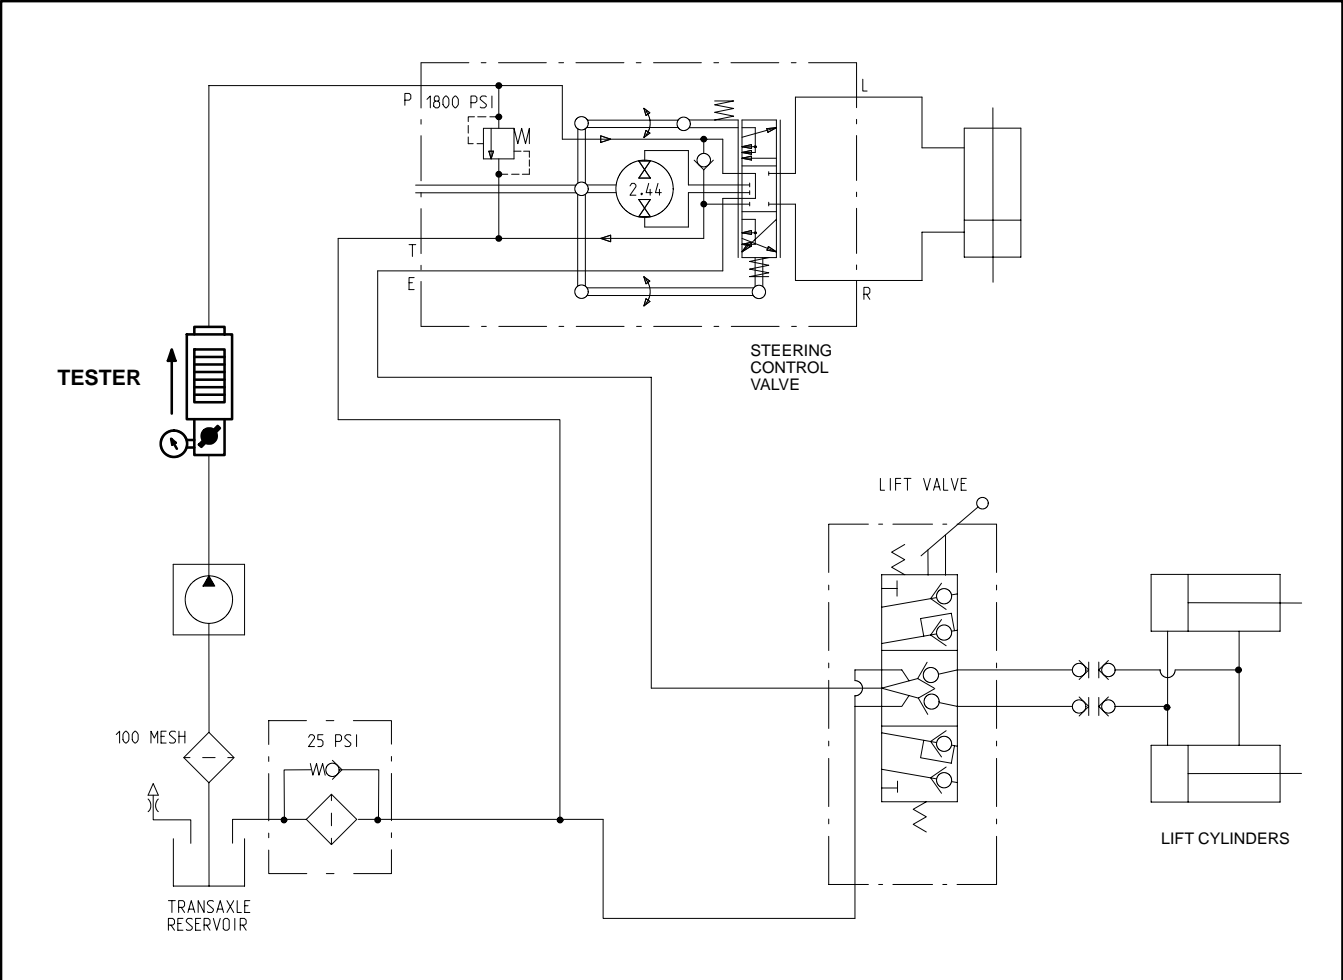 L
P
1800 PSI
2.44
T
E
R
STEERING
CONTROL
VALVE
TESTER
LIFT VALVE
100 MESH
25 PSI
LIFT CYLINDERS
TRANSAXLE
RESERVOIR